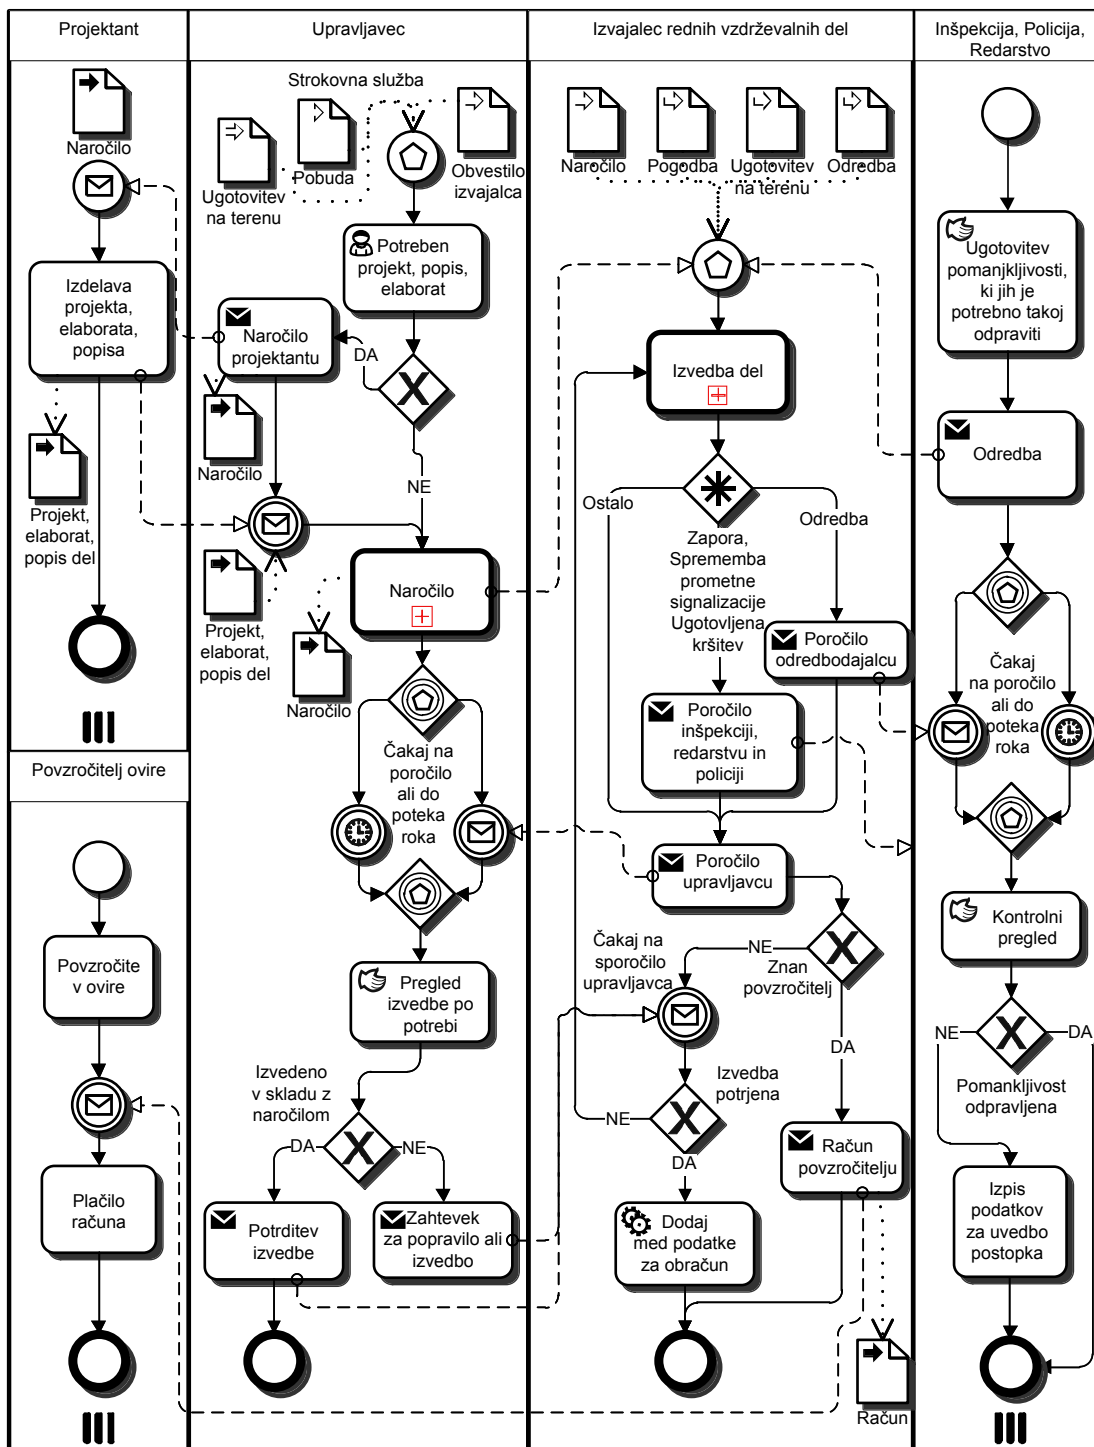 Projektant
Upravljavec
Izvajalec rednih vzdrževalnih del
Inšpekcija, Policija,
Redarstvo
Naročilo
Izdelava
projekta,
elaborata,
popisa
Projekt,
elaborat,
popis del
Povzročitelj ovire
Povzročite
v ovire
Plačilo
računa
Strokovna služba
Ugotovitev
na terenu
Pobuda
Obvestilo
izvajalca
Potreben
projekt, popis,
elaborat
Naročilo
projektantu
DA
Naročilo
NE
Projekt,
elaborat,
popis del
Naročilo
Naročilo
Čakaj na
poročilo
ali do
poteka
roka
Pregled
izvedbe po
potrebi
Izvedeno
v skladu z
naročilom
DA
NE
Potrditev
izvedbe
Zahtevek
za popravilo ali
izvedbo
Naročilo
Pogodba
Ugotovitev
na terenu
Odredba
Izvedba del
Ostalo
Odredba
Zapora,
Sprememba
prometne
signalizacije
Ugotovljena
kršitev
Poročilo
odredbodajalcu
Poročilo
inšpekciji,
redarstvu in
policiji
Poročilo
upravljavcu
Čakaj na
sporočilo
upravljavca
NE
Znan
povzročitelj
DA
Izvedba
potrjena
NE
DA
Račun
povzročitelju
Dodaj
med podatke
za obračun
Račun
Ugotovitev
pomanjkljivosti,
ki jih je
potrebno takoj
odpraviti
Odredba
Čakaj
na poročilo
ali do
poteka
roka
Kontrolni
pregled
NE
DA
Pomankljivost
odpravljena
Izpis
podatkov
za uvedbo
postopka